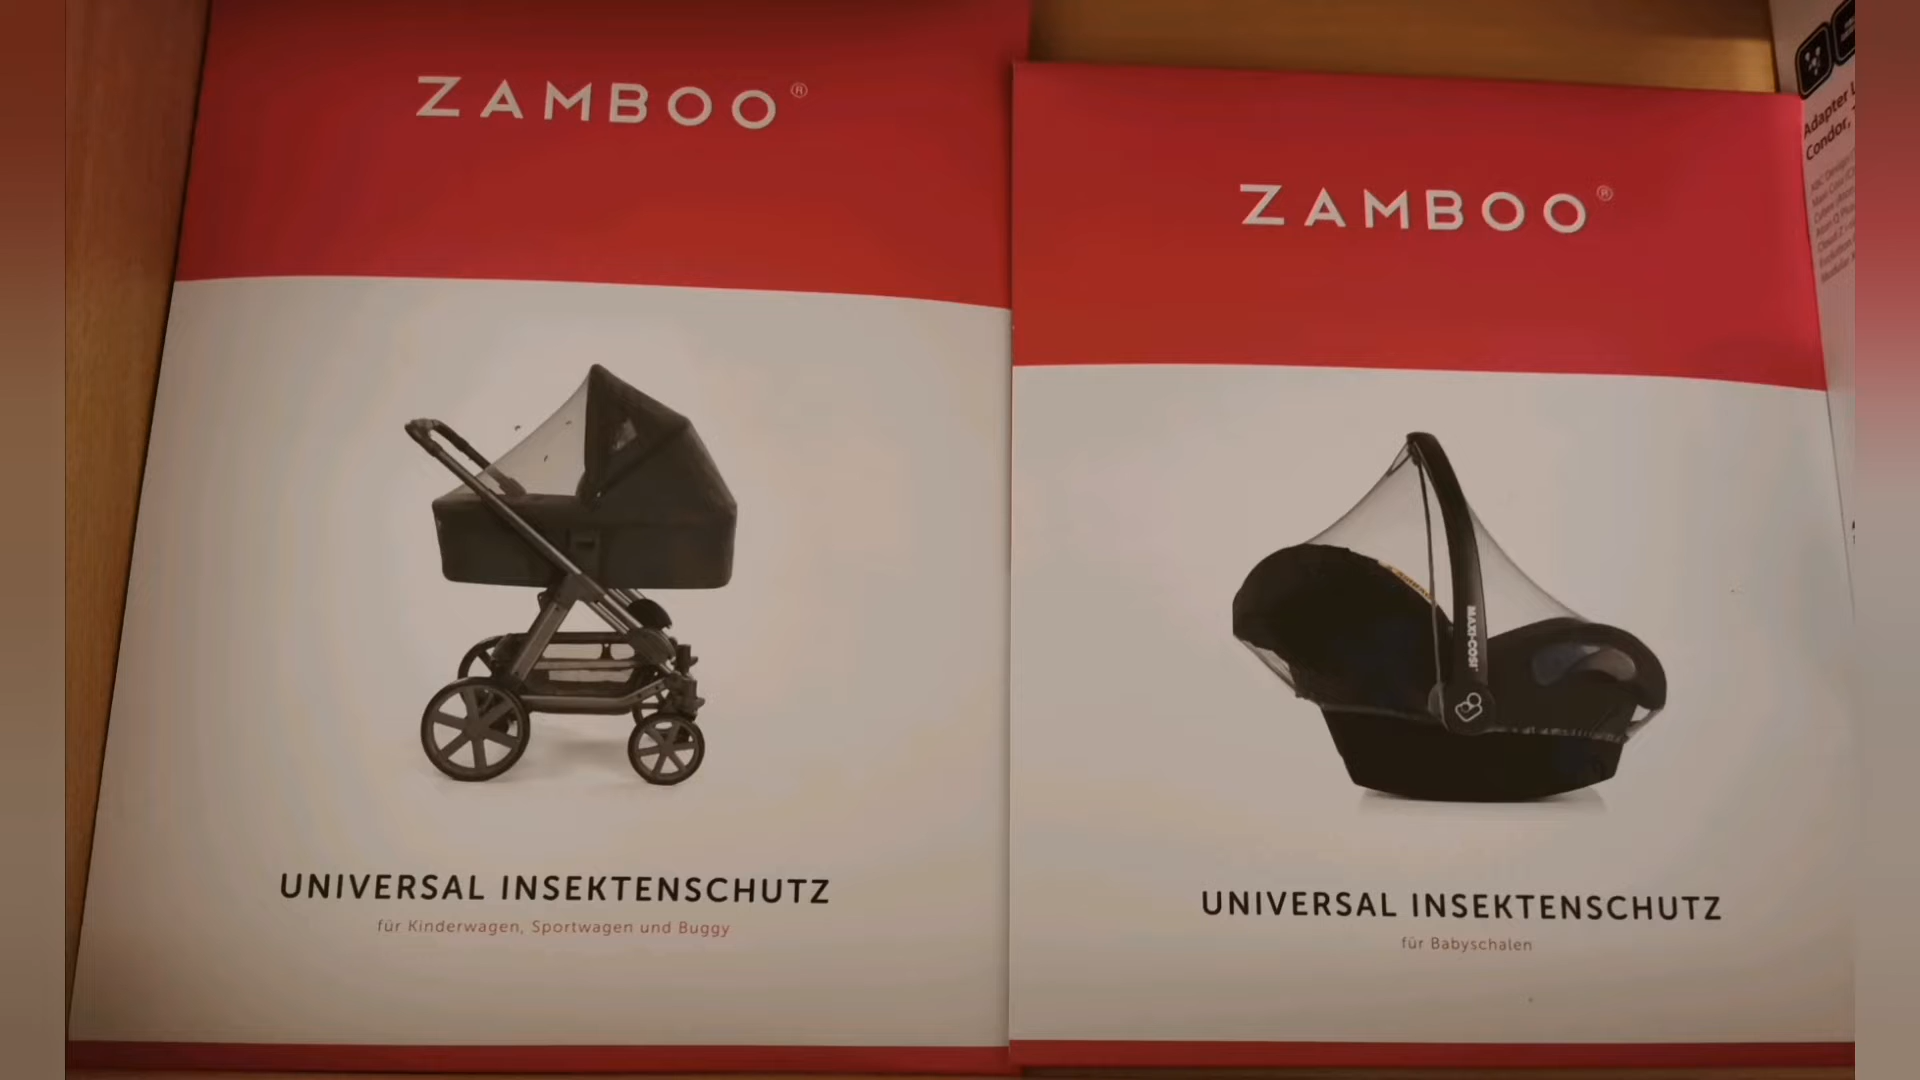 ZAMBOO®
UNIVERSAL INSEKTENSCHUTZ
für Kinderwagen, Sportwagen und Buggy
ZAMBOO®
MAXI-COSI
UNIVERSAL INSEKTENSCHUTZ
für Babyschalen
Adapter
Condor,